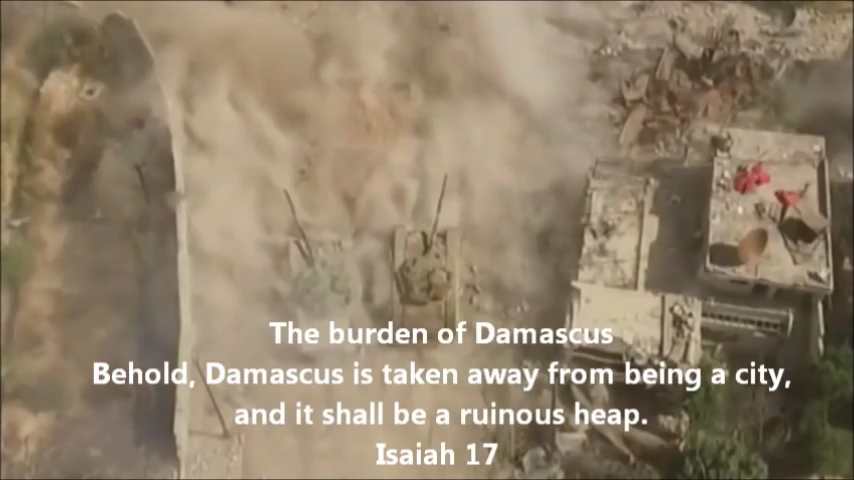 The burden of Damascus
Behold, Damascus is taken away from being a city,
and it shall be a ruinous heap.
Isaiah 17